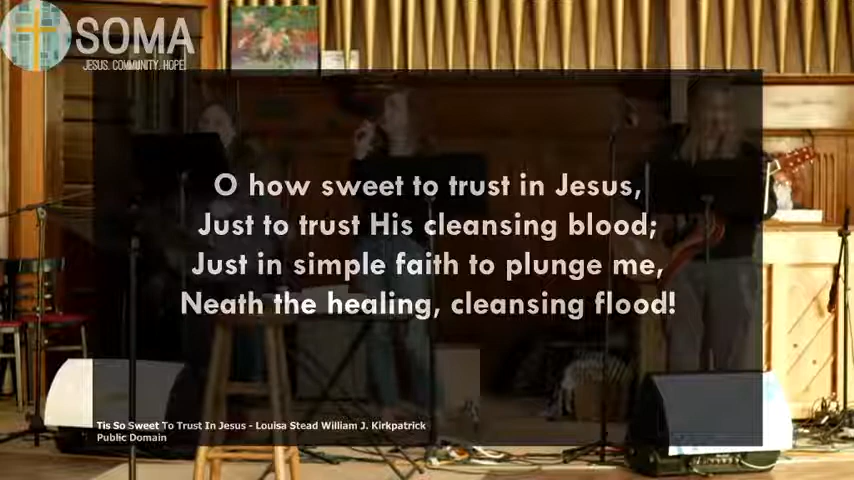 SOMA
JESUS. COMMUNITY. HOPE.
O how sweet to trust in Jesus,
Just to trust His cleansing blood;
Just in simple faith to plunge me,
Neath the healing, cleansing flood!
Tis So Sweet To Trust In Jesus - Louisa Stead William J. Kirkpatrick
Public Domain